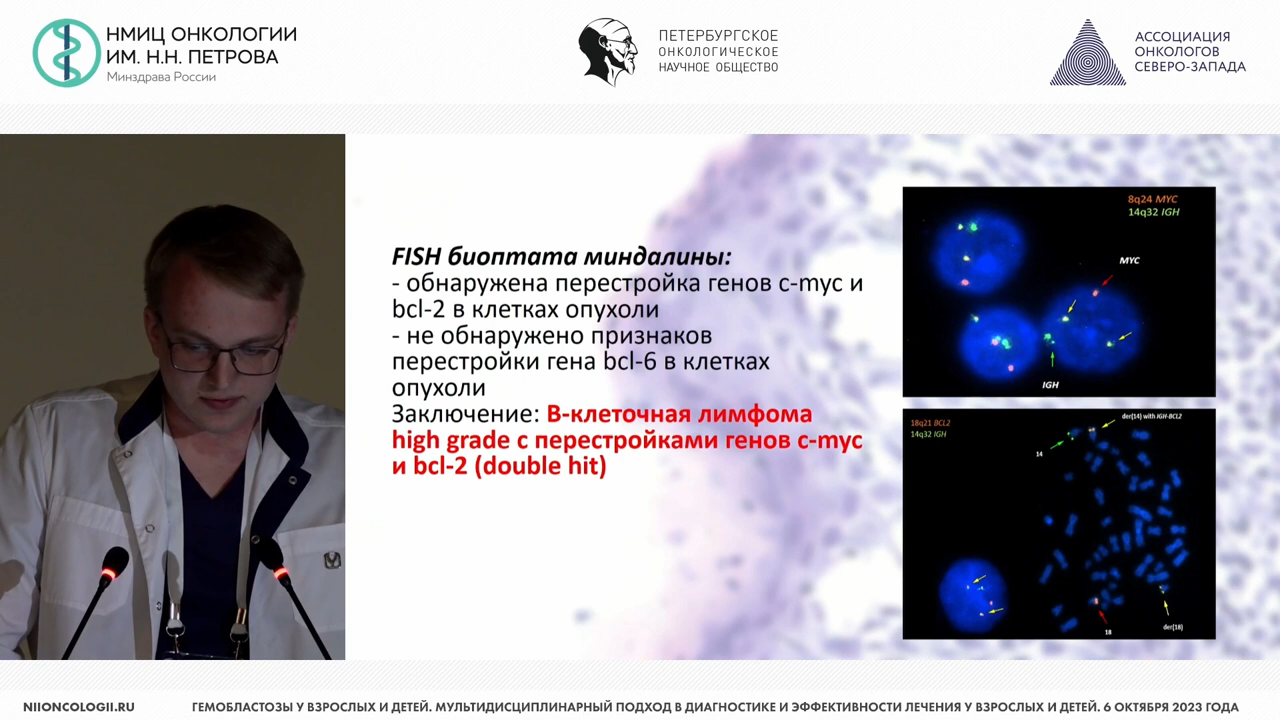 НМИЦ ОНКОЛОГИИ
ИМ. Н.Н. ПЕТРОВА
Минздрава России
ПЕТЕРБУРГСКОЕ
ОНКОЛОГИЧЕСКОЕ
НАУЧНОЕ ОБЩЕСТВО
АССОЦИАЦИЯ
ОНКОЛОГОВ
СЕВЕРО-ЗАПАДА
FISH биоптата миндалины:
- обнаружена перестройка генов c-myc и
bcl-2 в клетках опухоли
- не обнаружено признаков
перестройки гена bcl-6 в клетках
опухоли
Заключение: В-клеточная лимфома
high grade с перестройками генов c-myc
и bcl-2 (double hit)
8q24 MYC
14q32 IGH
MYC
IGH
18q21 BCL2
14q32 IGH
der(14) with IGH-BCL2
14
18
der(18)
NIIONCOLOGII.RU
ГЕМОБЛАСТОЗЫ У ВЗРОСЛЫХ И ДЕТЕЙ. МУЛЬТИДИСЦИПЛИНАРНЫЙ ПОДХОД В ДИАГНОСТИКЕ И ЭФФЕКТИВНОСТИ ЛЕЧЕНИЯ У ВЗРОСЛЫХ И ДЕТЕЙ. 6 ОКТЯБРЯ 2023 ГОДА